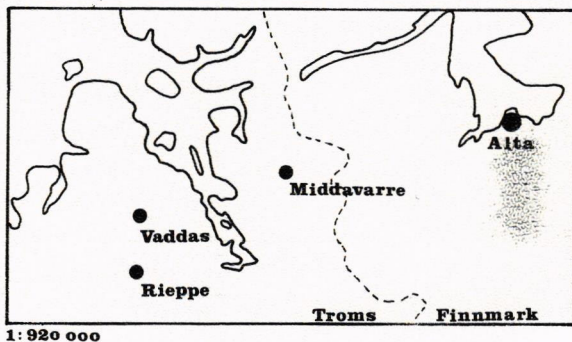 Alta
Middavarre
Vaddas
Rieppe
Troms Finnmark
1:920 000